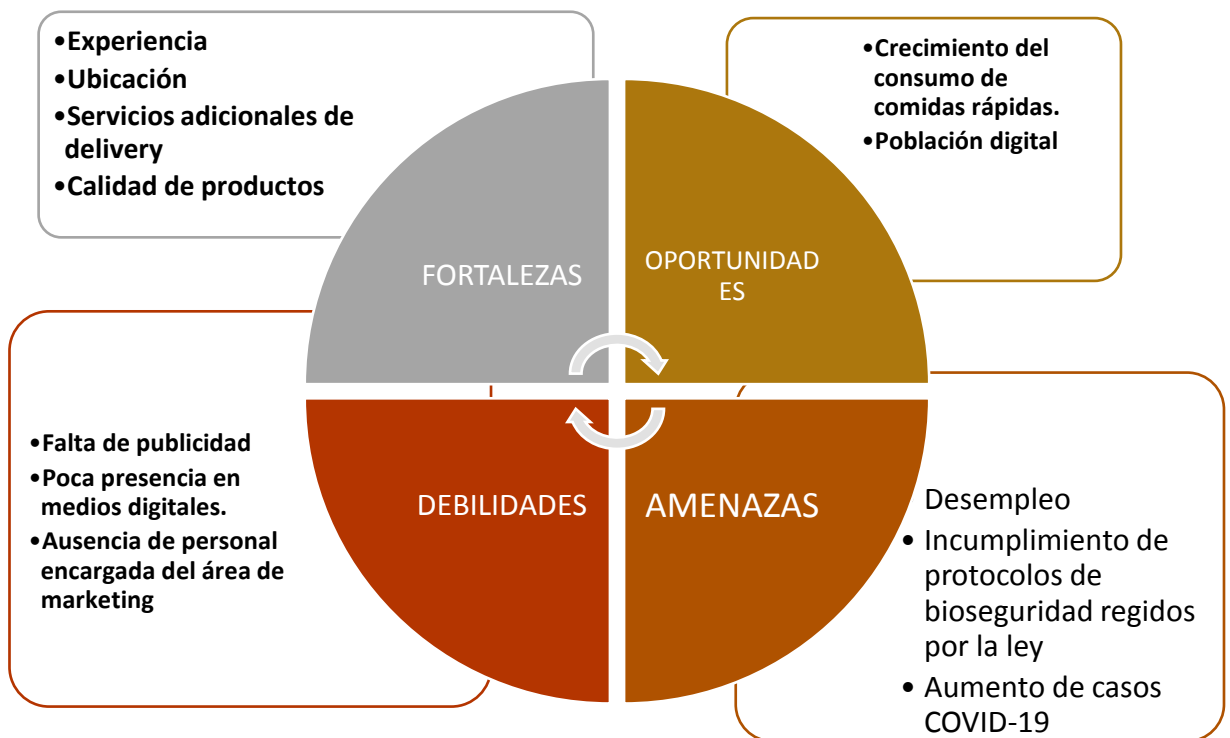 •Experiencia
•Ubicación
•Servicios adicionales de
delivery
•Calidad de productos
•Crecimiento del
consumo de
comidas rápidas.
•Población digital
FORTALEZAS
OPORTUNIDAD
ES
•Falta de publicidad
•Poca presencia en
medios digitales.
•Ausencia de personal
encargada del área de
marketing
DEBILIDADES
AMENAZAS
Desempleo
• Incumplimiento de
protocolos de
bioseguridad regidos
por la ley
• Aumento de casos
COVID-19